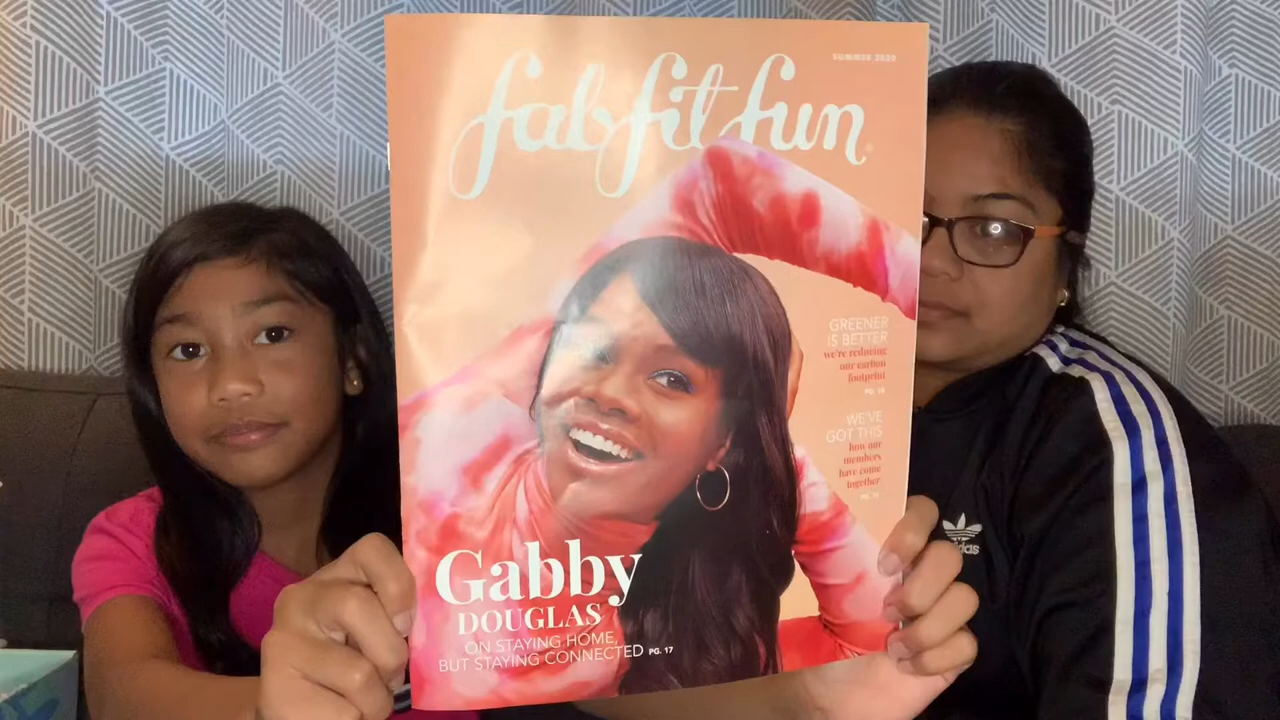 SUMMER 2020
fabfitfun
GREENER
IS BETTER
we're reducing
our carbon
footprint
WE'VE
GOT THIS
how our
members
have come
together
Gabby
DOUGLAS
ON STAYING HOME,
BUT STAYING CONNECTED PG. 17
adidas